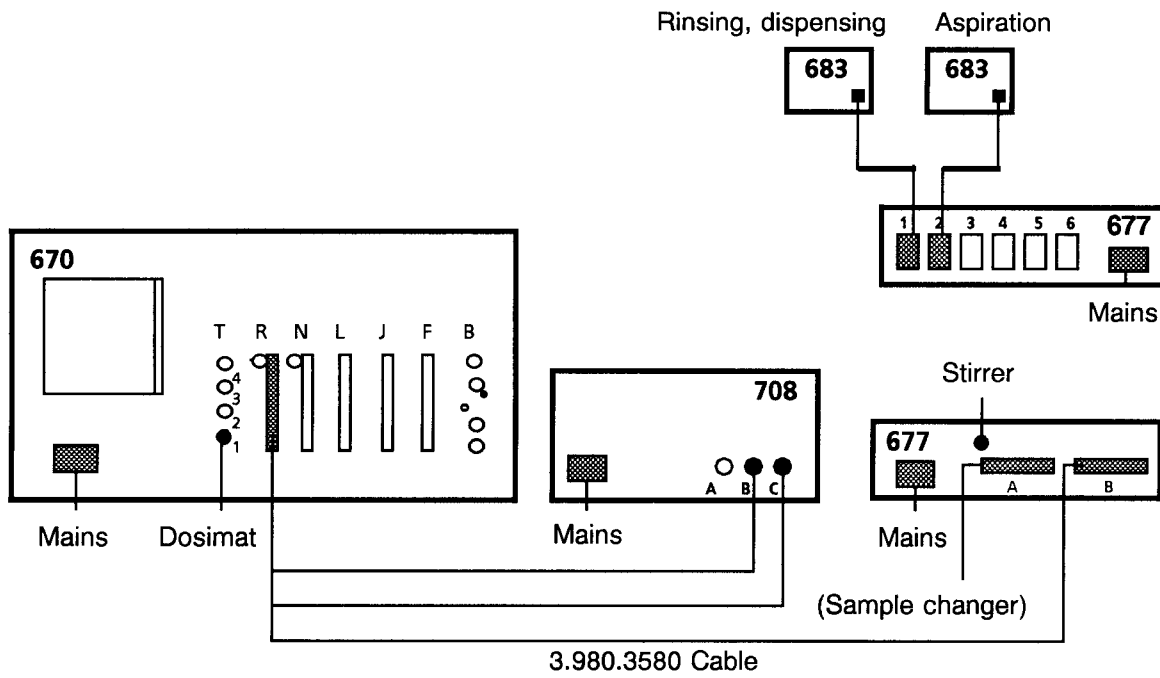 Rinsing, dispensing Aspiration
683 683
1 2 3 4 5 6 677
Mains
670
T R N L J F B
4
3
2
1
Mains Dosimat
708
A B C
Mains
Stirrer
677
A B
Mains
(Sample changer)
3.980.3580 Cable